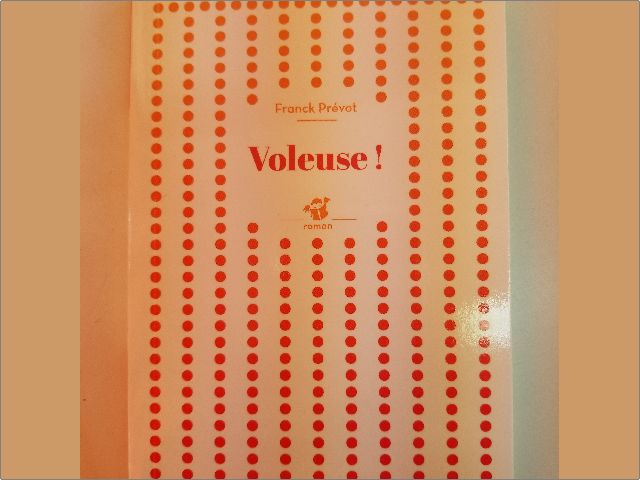 Franck Prévot
Voleuse !
roman